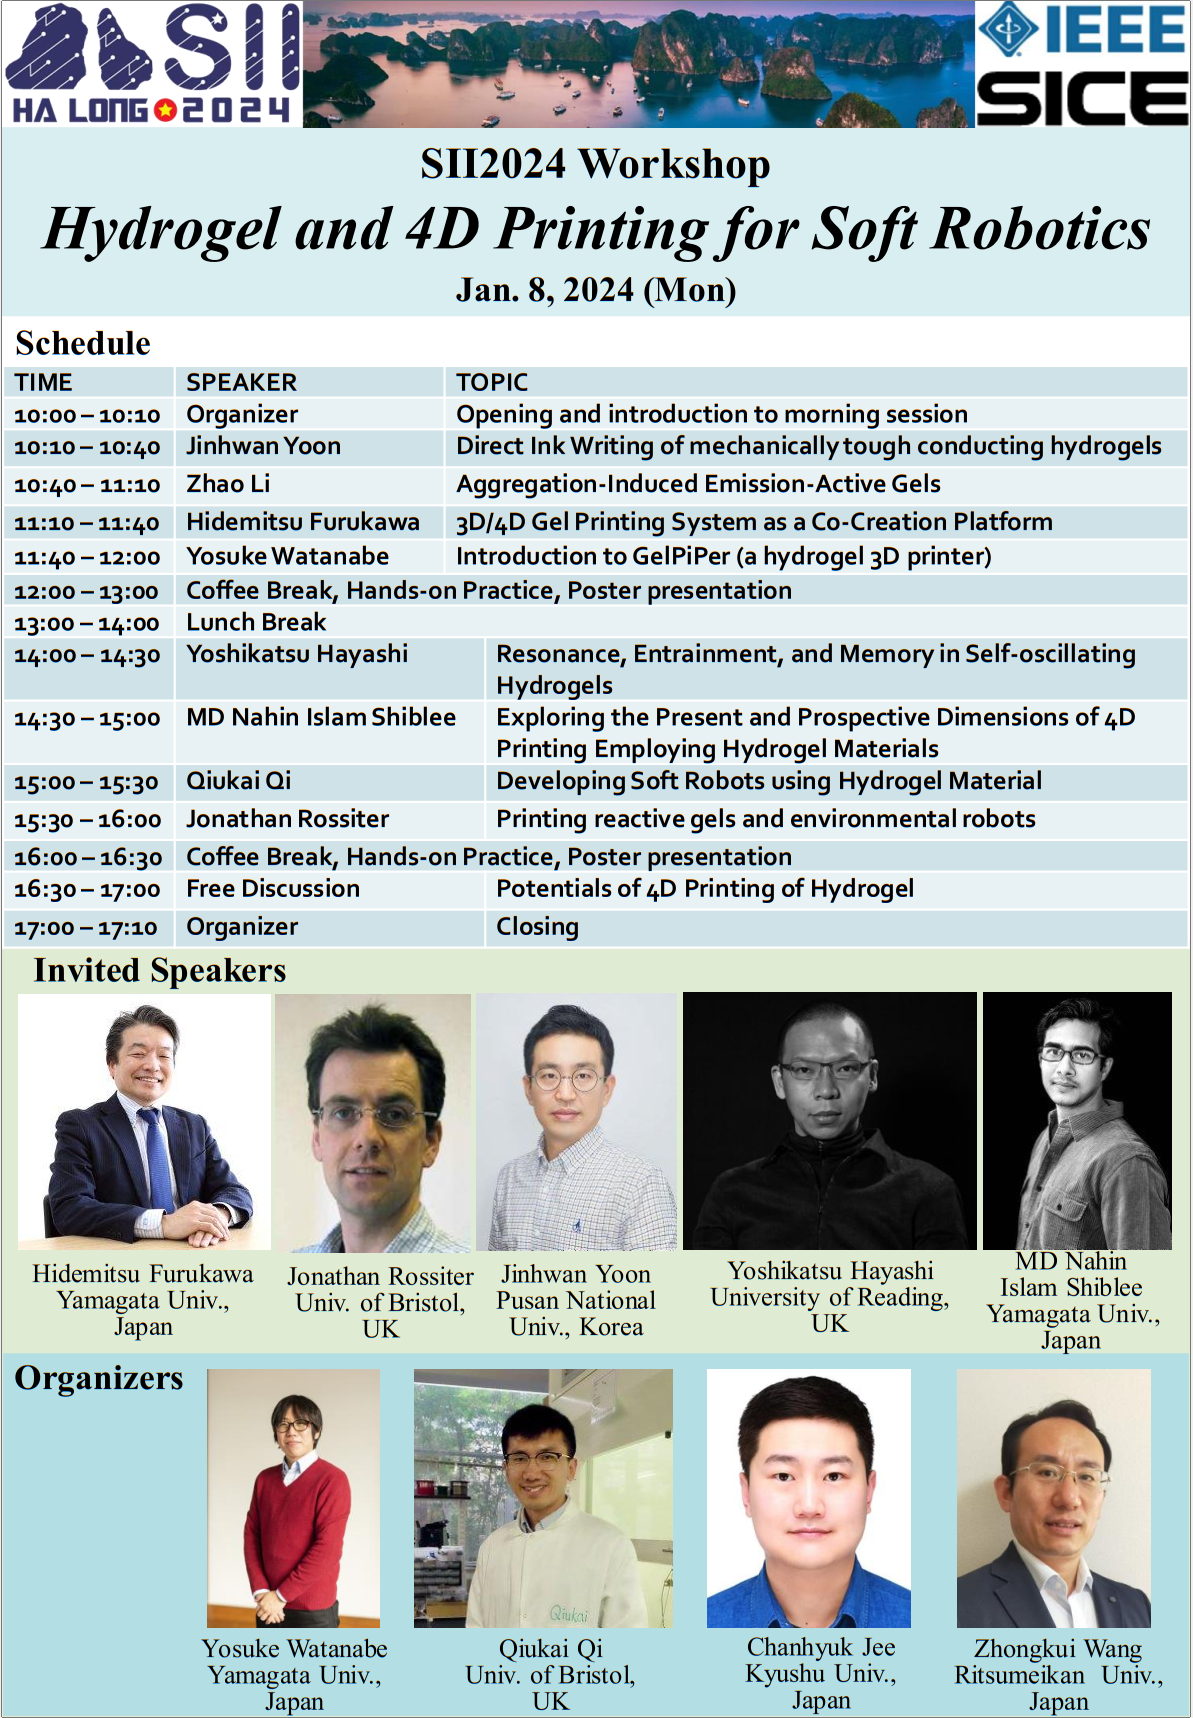 SII
HA LONG 2024
IEEE
SICE
SII2024 Workshop
Hydrogel and 4D Printing for Soft Robotics
Jan. 8, 2024 (Mon)
Schedule
TIME SPEAKER TOPIC
10:00 – 10:10 Organizer Opening and introduction to morning session
10:10 – 10:40 Jinhwan Yoon Direct Ink Writing of mechanically tough conducting hydrogels
10:40 – 11:10 Zhao Li Aggregation-Induced Emission-Active Gels
11:10 – 11:40 Hidemitsu Furukawa 3D/4D Gel Printing System as a Co-Creation Platform
11:40 – 12:00 Yosuke Watanabe Introduction to GelPiPer (a hydrogel 3D printer)
12:00 – 13:00 Coffee Break, Hands-on Practice, Poster presentation
13:00 – 14:00 Lunch Break
14:00 – 14:30 Yoshikatsu Hayashi Resonance, Entrainment, and Memory in Self-oscillating
Hydrogels
14:30 – 15:00 MD Nahin Islam Shiblee Exploring the Present and Prospective Dimensions of 4D
Printing Employing Hydrogel Materials
15:00 – 15:30 Qiukai Qi Developing Soft Robots using Hydrogel Material
15:30 – 16:00 Jonathan Rossiter Printing reactive gels and environmental robots
16:00 – 16:30 Coffee Break, Hands-on Practice, Poster presentation
16:30 – 17:00 Free Discussion Potentials of 4D Printing of Hydrogel
17:00 – 17:10 Organizer Closing
Invited Speakers
Hidemitsu Furukawa
Yamagata Univ.,
Japan
Jonathan Rossiter
Univ. of Bristol,
UK
Jinhwan Yoon
Pusan National
Univ., Korea
Yoshikatsu Hayashi
University of Reading,
UK
MD Nahin
Islam Shiblee
Yamagata Univ.,
Japan
Organizers
Qiukai
Yosuke Watanabe
Yamagata Univ.,
Japan
Qiukai Qi
Univ. of Bristol,
UK
Chanhyuk Jee
Kyushu Univ.,
Japan
Zhongkui Wang
Ritsumeikan Univ.,
Japan